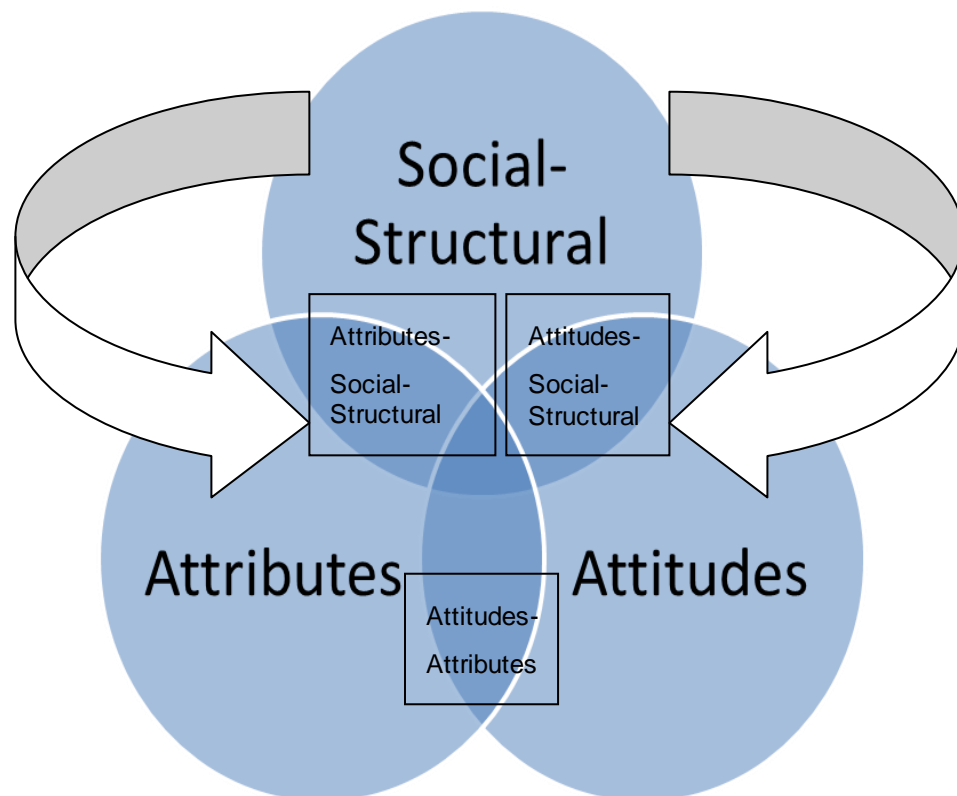 Social-
Structural
Attributes-
Social-
Structural
Attitudes-
Social-
Structural
Attributes
Attitudes
Attitudes-
Attributes